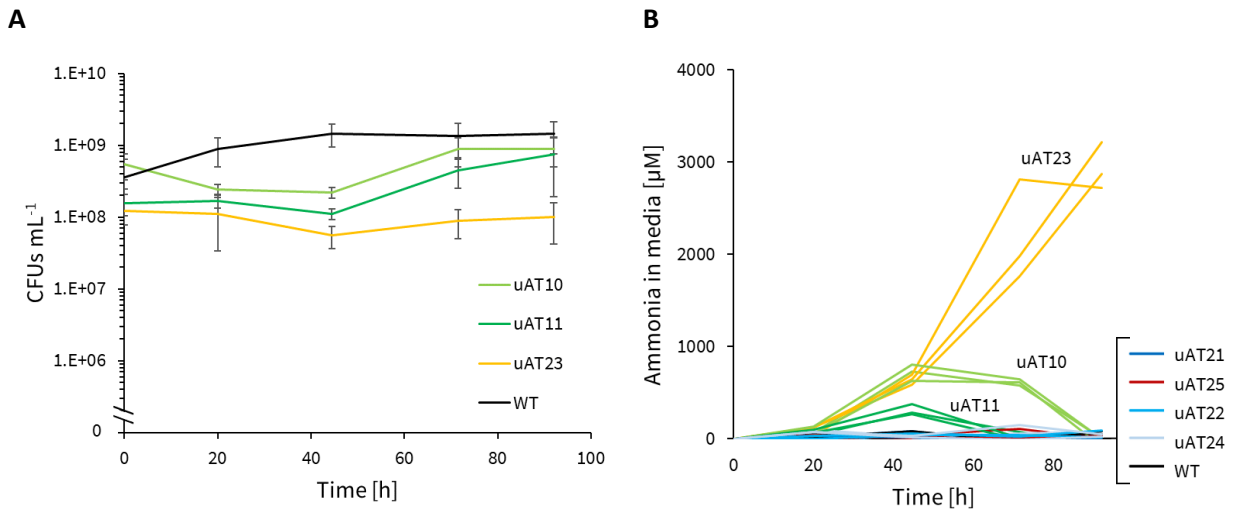 A
CFUs mL-1
1.E+10
1.E+09
1.E+08
1.E+07
1.E+06
0
0 20 40 60 80 100
Time [h]
uAT10
uAT11
uAT23
WT
B
Ammonia in media [µM]
4000
3000
2000
1000
0
0 20 40 60 80
Time [h]
uAT23
uAT10
uAT11
uAT21
uAT25
uAT22
uAT24
WT